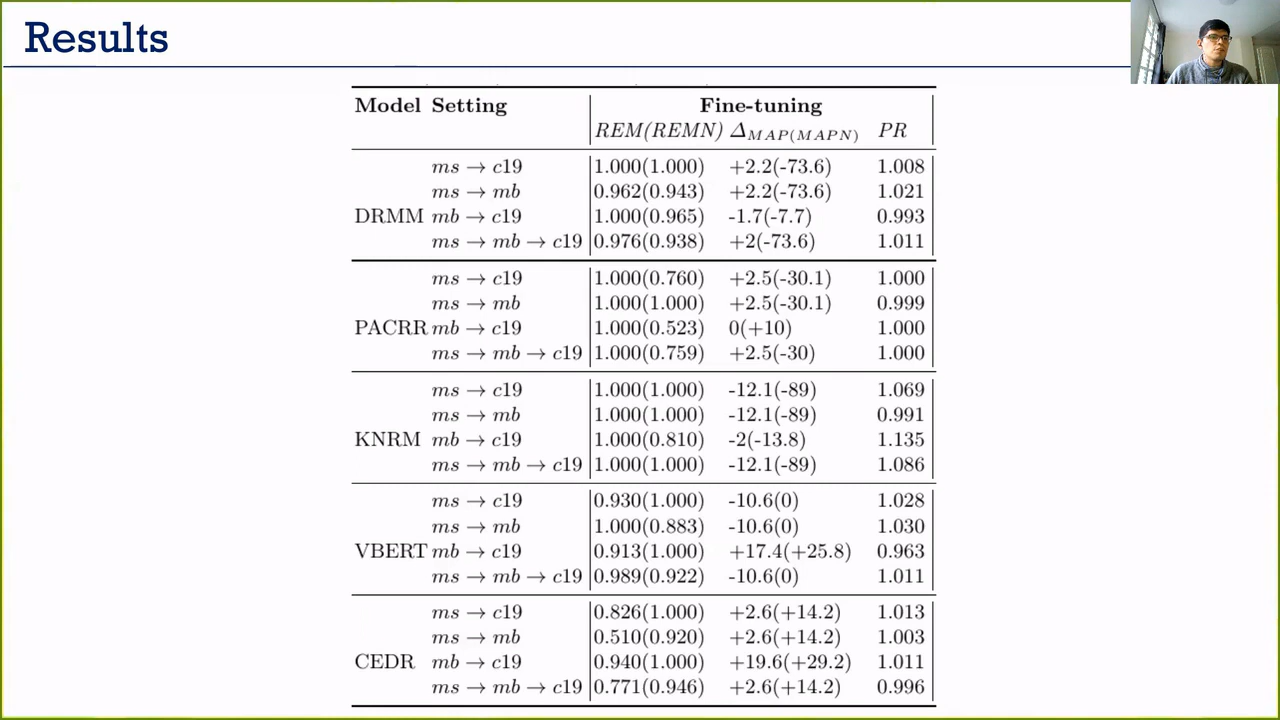 Results
Model Setting Fine-tuning
REM(REMN) Δ_MAP(MAPN) PR
ms → c19 1.000(1.000) +2.2(-73.6) 1.008
ms → mb 0.962(0.943) +2.2(-73.6) 1.021
DRMM mb → c19 1.000(0.965) -1.7(-7.7) 0.993
ms → mb → c19 0.976(0.938) +2(-73.6) 1.011
ms → c19 1.000(0.760) +2.5(-30.1) 1.000
ms → mb 1.000(1.000) +2.5(-30.1) 0.999
PACRR mb → c19 1.000(0.523) 0(+10) 1.000
ms → mb → c19 1.000(0.759) +2.5(-30) 1.000
ms → c19 1.000(1.000) -12.1(-89) 1.069
ms → mb 1.000(1.000) -12.1(-89) 0.991
KNRM mb → c19 1.000(0.810) -2(-13.8) 1.135
ms → mb → c19 1.000(1.000) -12.1(-89) 1.086
ms → c19 0.930(1.000) -10.6(0) 1.028
ms → mb 1.000(0.883) -10.6(0) 1.030
VBERT mb → c19 0.913(1.000) +17.4(+25.8) 0.963
ms → mb → c19 0.989(0.922) -10.6(0) 1.011
ms → c19 0.826(1.000) +2.6(+14.2) 1.013
ms → mb 0.510(0.920) +2.6(+14.2) 1.003
CEDR mb → c19 0.940(1.000) +19.6(+29.2) 1.011
ms → mb → c19 0.771(0.946) +2.6(+14.2) 0.996